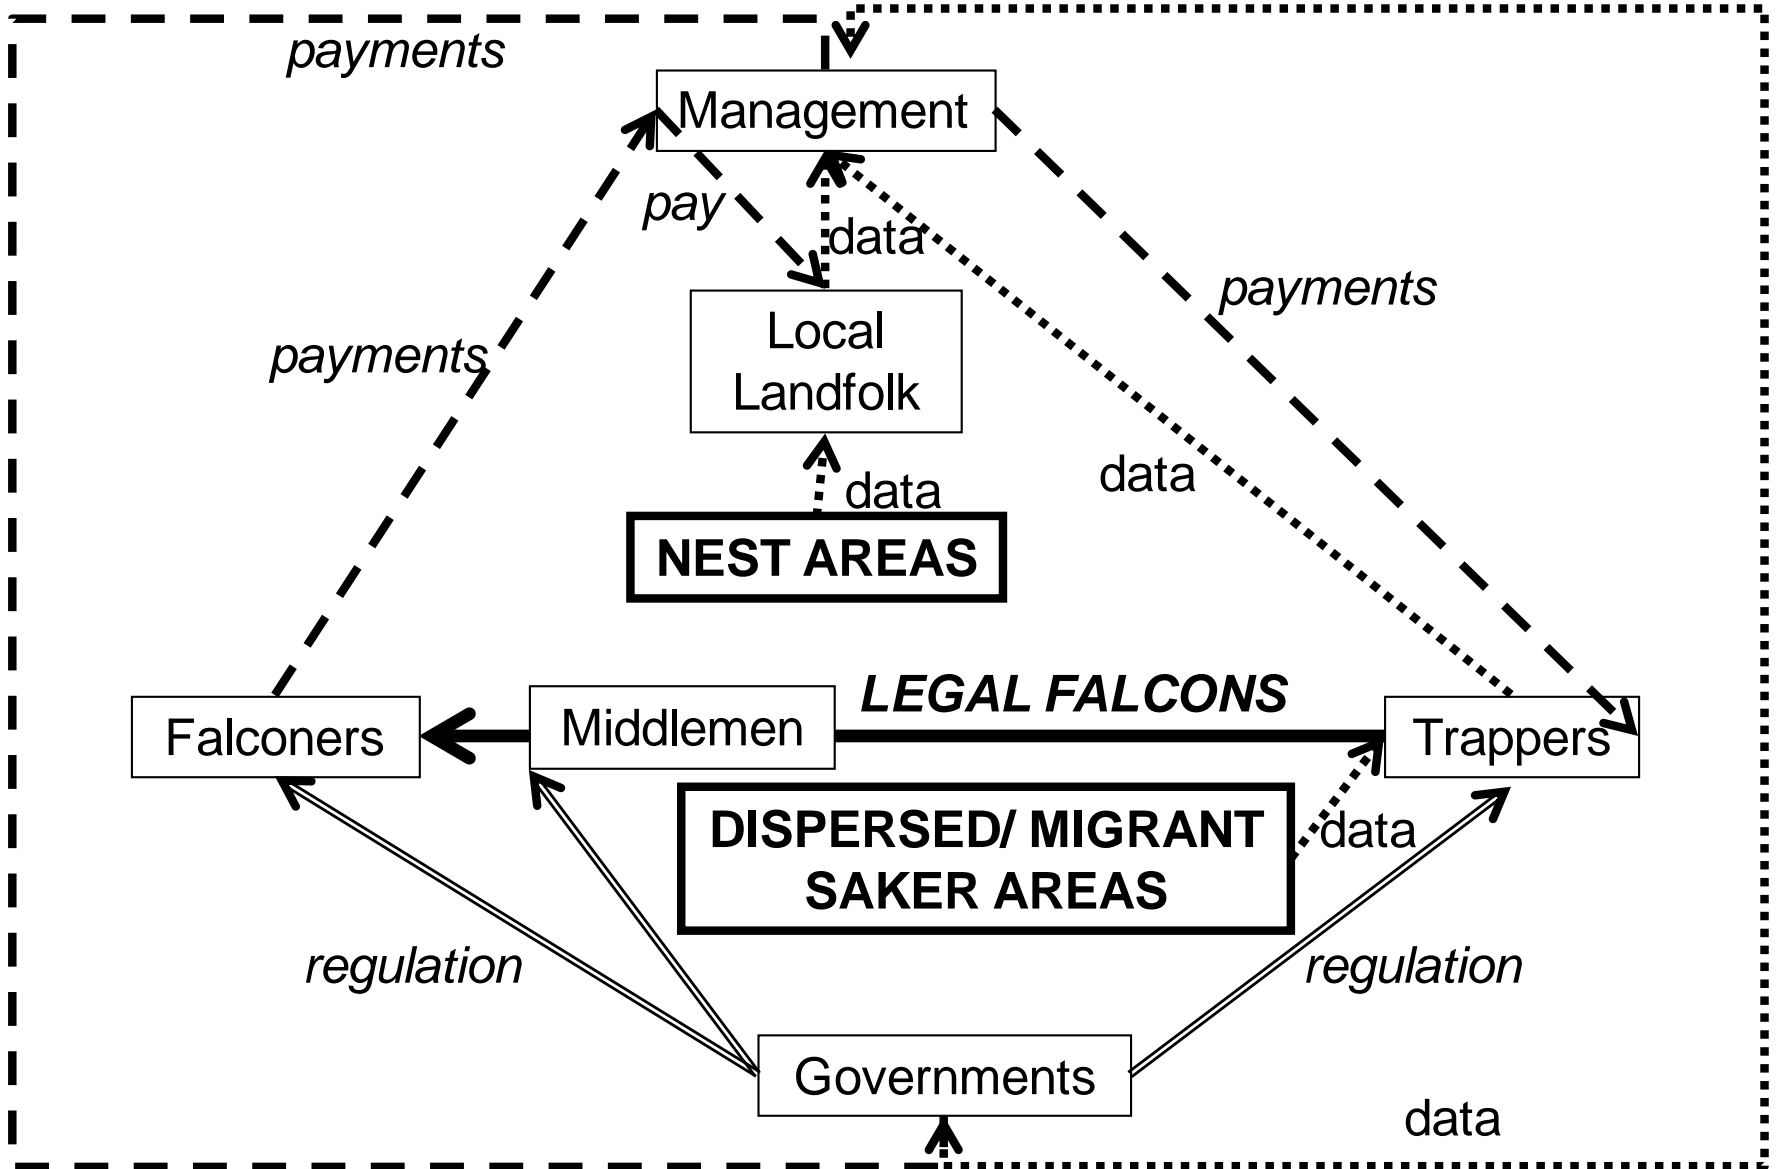 payments
Management
pay
data
payments
Local
Landfolk
payments
data
data
NEST AREAS
LEGAL FALCONS
Falconers
Middlemen
Trappers
DISPERSED/ MIGRANT
SAKER AREAS
data
regulation
regulation
Governments
data